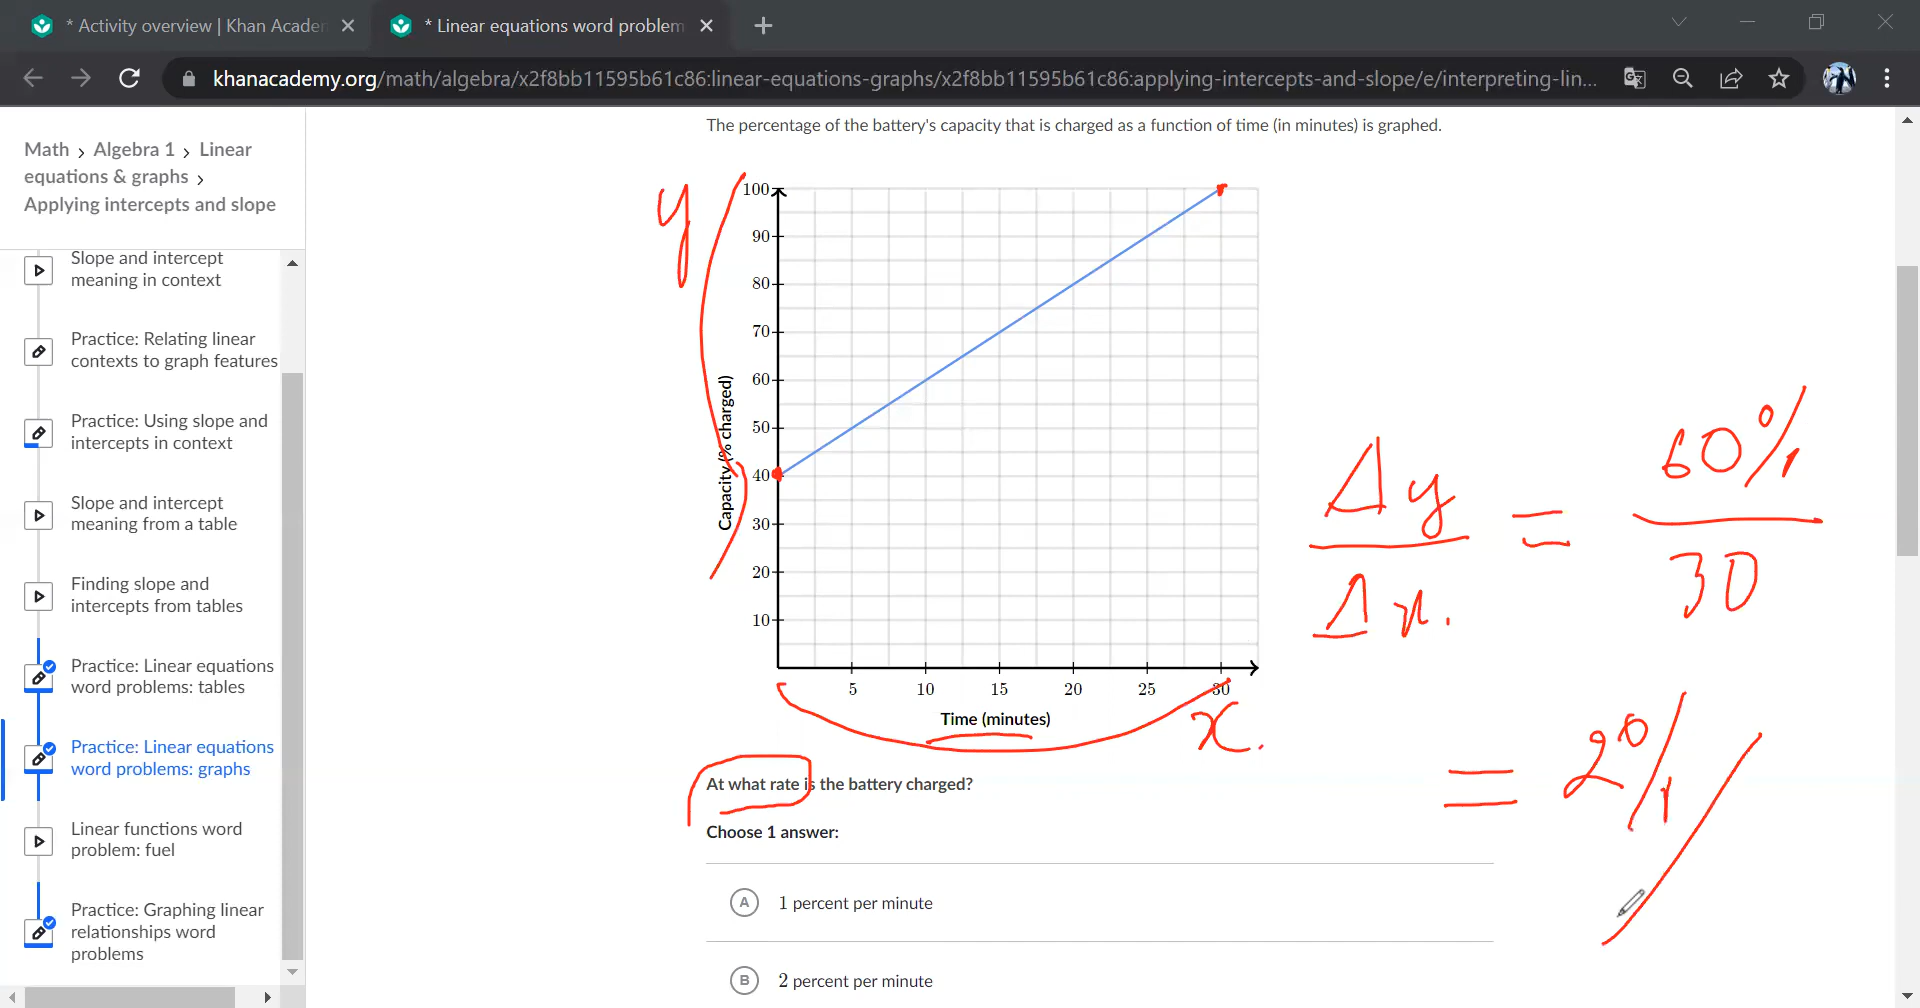 * Activity overview | Khan Acader
* Linear equations word problem
khanacademy.org/math/algebra/x2f8bb11595b61c86:linear-equations-graphs/x2f8bb11595b61c86:applying-intercepts-and-slope/e/interpreting-lin...
Math > Algebra 1 > Linear
equations & graphs >
Applying intercepts and slope
Slope and intercept
meaning in context
Practice: Relating linear
contexts to graph features
Practice: Using slope and
intercepts in context
Slope and intercept
meaning from a table
Finding slope and
intercepts from tables
Practice: Linear equations
word problems: tables
Practice: Linear equations
word problems: graphs
Linear functions word
problem: fuel
Practice: Graphing linear
relationships word
problems
The percentage of the battery's capacity that is charged as a function of time (in minutes) is graphed.
y
100
90
80
70
60
50
40
30
20
10
Capacity (% charged)
5 10 15 20 25 30
Time (minutes)
x.
Δy = 60%
Δx. 30
= 2%
At what rate is the battery charged?
Choose 1 answer:
A 1 percent per minute
B 2 percent per minute